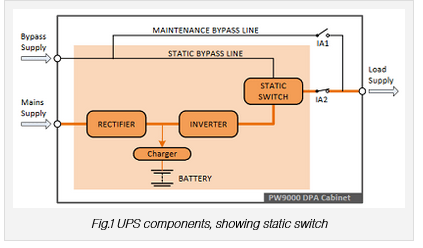 MAINTENANCE BYPASS LINE
Bypass
Supply
IA1
STATIC BYPASS LINE
STATIC
SWITCH
Load
Supply
IA2
Mains
Supply
RECTIFIER
INVERTER
Charger
BATTERY
PW9000 DPA Cabinet
Fig.1 UPS components, showing static switch